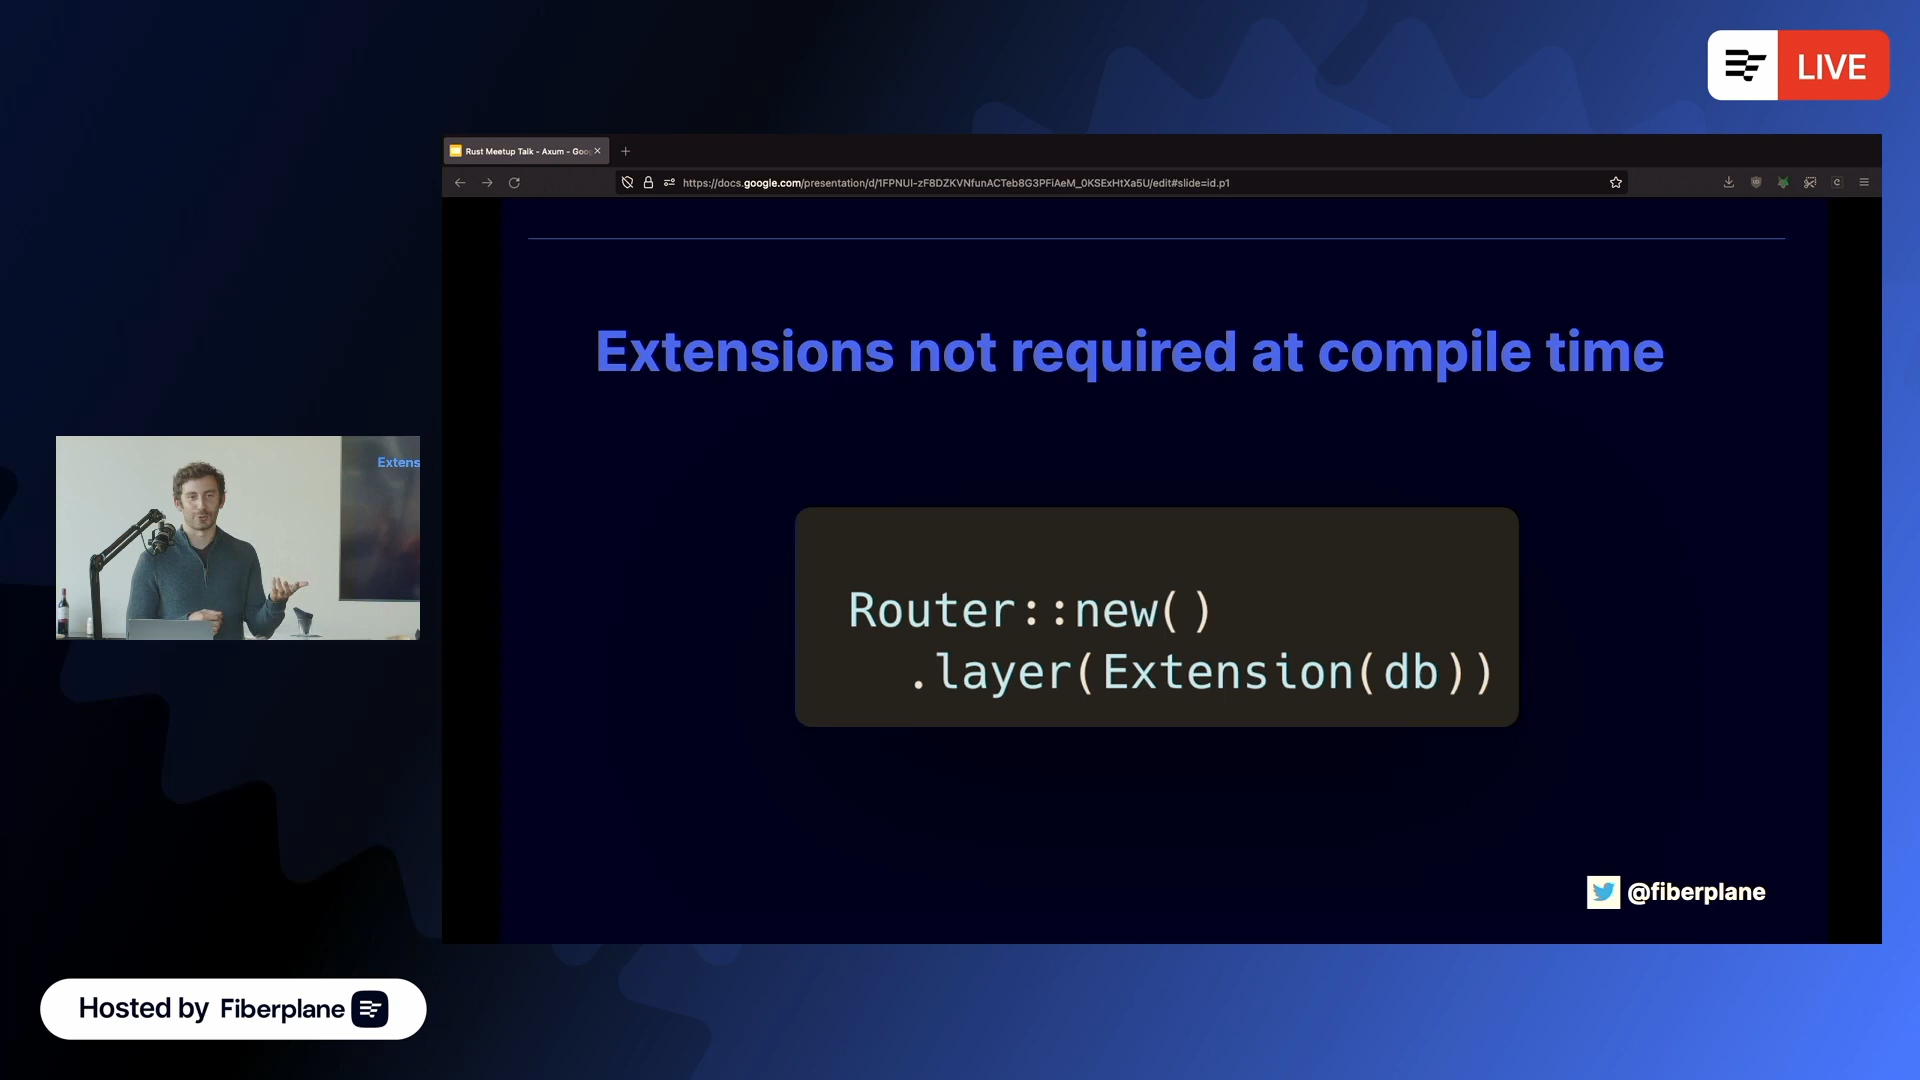 LIVE
Rust Meetup Talk - Axum - Goo
https://docs.google.com/presentation/d/1FPNUI-zF8DZKVNfunACTeb8G3PFiAeM_0KSExHtXa5U/edit#slide=id.p1
Extensions not required at compile time
Extens
Router::new()
.layer(Extension(db))
@fiberplane
Hosted by Fiberplane